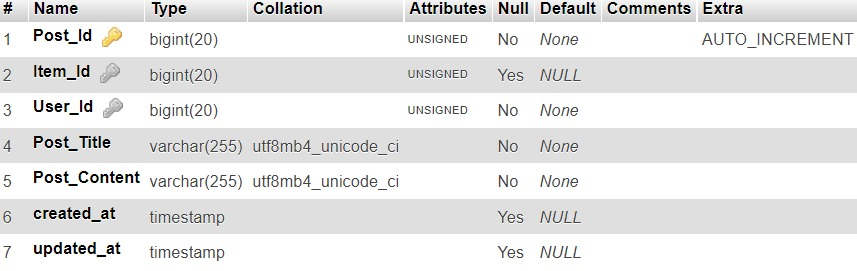 # Name Type Collation Attributes Null Default Comments Extra
1 Post_Id bigint(20) UNSIGNED No None AUTO_INCREMENT
2 Item_Id bigint(20) UNSIGNED Yes NULL
3 User_Id bigint(20) UNSIGNED No None
4 Post_Title varchar(255) utf8mb4_unicode_ci No None
5 Post_Content varchar(255) utf8mb4_unicode_ci No None
6 created_at timestamp Yes NULL
7 updated_at timestamp Yes NULL